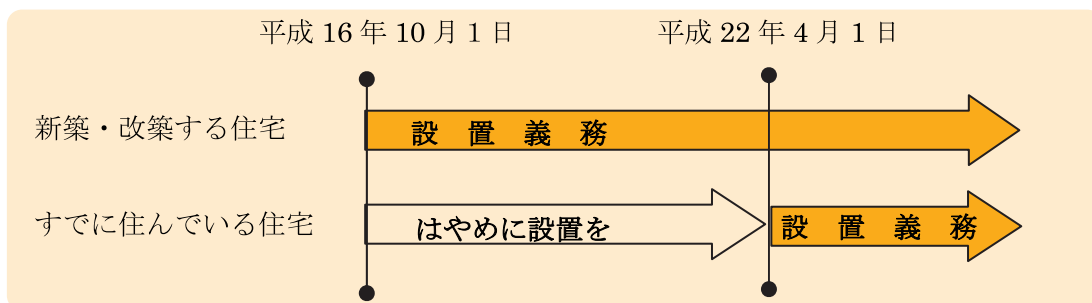 平成 16 年 10 月 1 日
平成 22 年 4 月 1 日
新築・改築する住宅
設 置 義 務
すでに住んでいる住宅
はやめに設置を
設 置 義 務